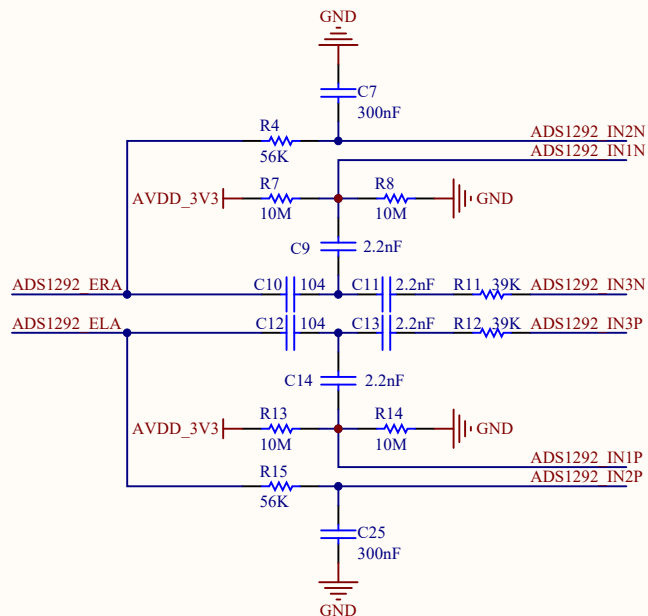 GND
C7
300nF
R4
56K
ADS1292_IN2N
ADS1292_IN1N
R7
R8
AVDD_3V3
GND
10M
10M
C9
2.2nF
ADS1292_ERA
C10
104
C11
2.2nF
R11
39K
ADS1292_IN3N
ADS1292_ELA
C12
104
C13
2.2nF
R12
39K
ADS1292_IN3P
C14
2.2nF
R13
R14
AVDD_3V3
GND
10M
10M
ADS1292_IN1P
R15
ADS1292_IN2P
56K
C25
300nF
GND